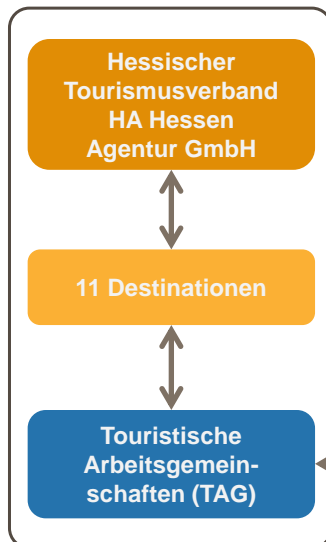 Hessischer
Tourismusverband
HA Hessen
Agentur GmbH
11 Destinationen
Touristische
Arbeitsgemein-
schaften (TAG)